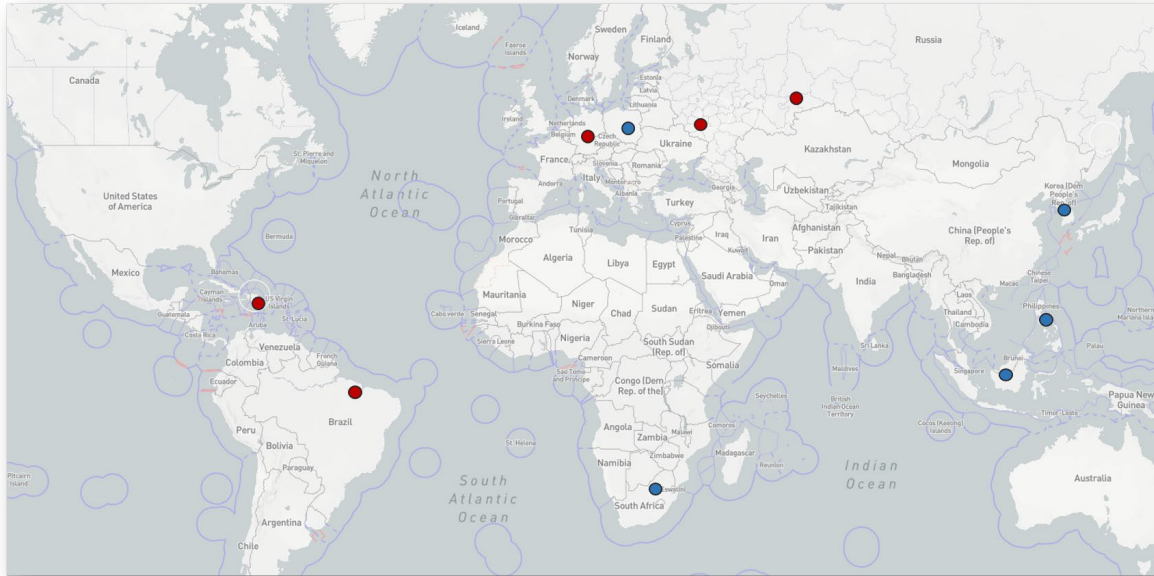 Iceland
Sweden
Finland
Russia
Faeroe
Islands
Norway
Canada
Estonia
Latvia
Denmark
Lithuania
Ireland
Netherlands
Belgium
Czech
Republic
Ukraine
Kazakhstan
St. Pierre and
Miquelon
France
Slovenia
Romania
Mongolia
North
Atlantic
Ocean
Andorra
Italy
Montenegro
Albania
Georgia
Uzbekistan
Korea (Dem
People's
Rep. of)
United States
of America
Portugal
Gibraltar
Turkey
Tajikistan
Bermuda
Tunisia
Cyprus
Palestine
Afghanistan
China (People's
Rep. of)
Morocco
Iraq
Iran
Pakistan
Kuwait
Algeria
Libya
Egypt
Nepal
Bhutan
Mexico
Bahamas
Saudi Arabia
Oman
India
Bangladesh
Chinese
Taipei
Macao
Cayman
Islands
US Virgin
Islands
Mauritania
Niger
Chad
Sudan
Eritrea
Yemen
Laos
Thailand
Philippines
Northern
Mariana Isla
Guatemala
St. Lucia
Cabo verde
Senegal
Burkina Faso
Djibouti
Cambodia
Aruba
Costa Rica
Venezuela
Sierra Leone
Nigeria
South Sudan
(Rep. of)
Sri Lanka
Palau
Colombia
French
Guiana
Cameroon
Somalia
Maldives
Brunei
Ecuador
Sao Tome
and Principe
Congo (Dem.
Rep. of the)
Singapore
Seychelles
British
Indian Ocean
Territory
Papua New
Guinea
Peru
Brazil
Angola
Malawi
Comoros
Timor-Leste
Cocos (Keeling)
Islands
Bolivia
St. Helena
Zambia
Zimbabwe
Madagascar
Namibia
Reunion
Indian
Ocean
Pitcairn
Island
Paraguay
South
Atlantic
Ocean
Eswatini
South Africa
Australia
Argentina
Chile